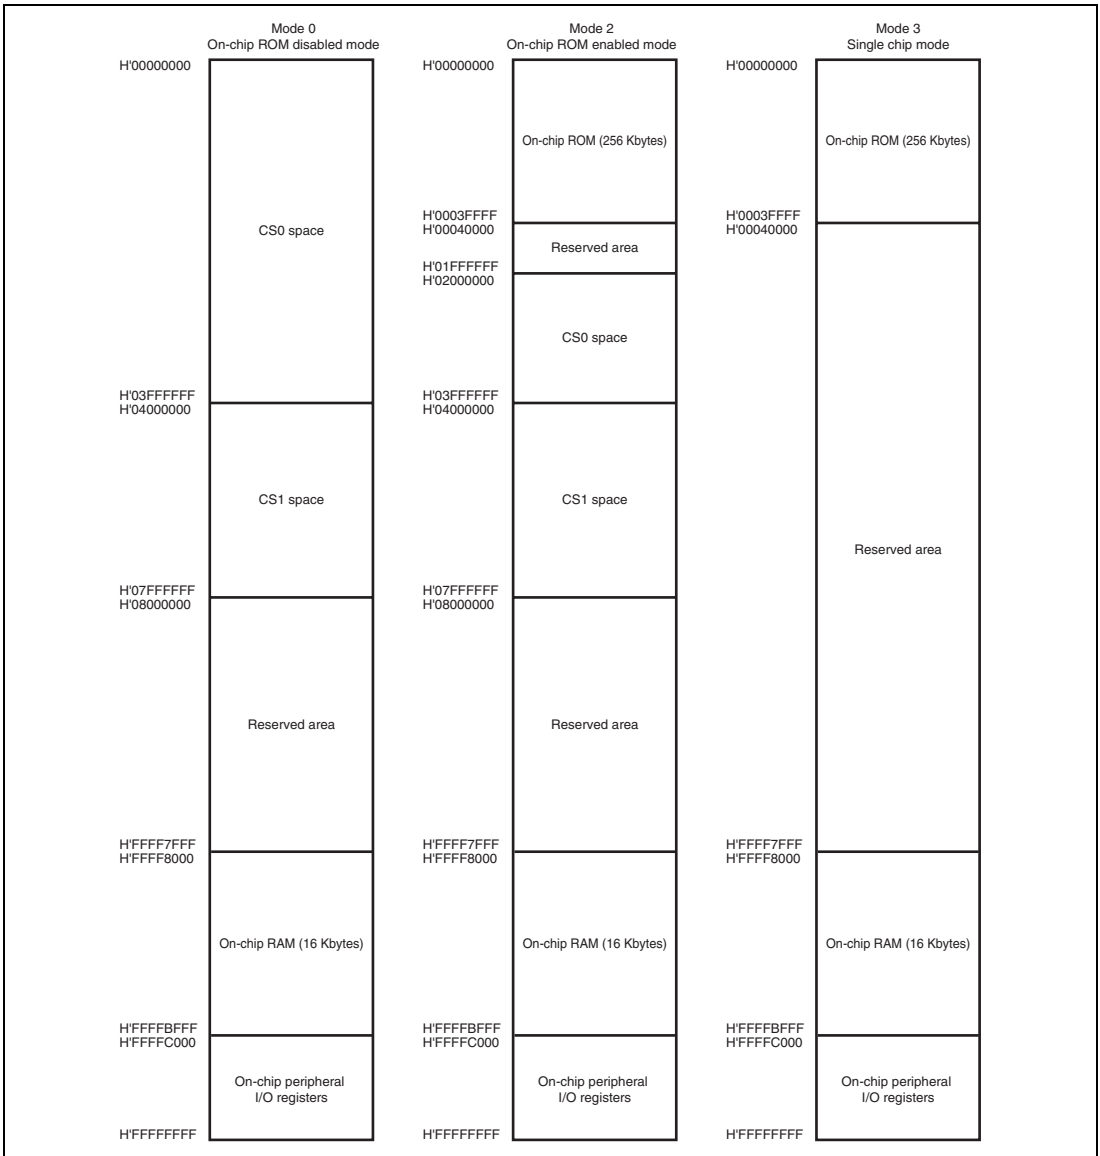 Mode 0
On-chip ROM disabled mode
H'00000000
CS0 space
H'03FFFFFF
H'04000000
CS1 space
H'07FFFFFF
H'08000000
Reserved area
H'FFFF7FFF
H'FFFF8000
On-chip RAM (16 Kbytes)
H'FFFFBFFF
H'FFFFC000
On-chip peripheral
I/O registers
H'FFFFFFFF
Mode 2
On-chip ROM enabled mode
H'00000000
On-chip ROM (256 Kbytes)
H'0003FFFF
H'00040000
Reserved area
H'01FFFFFF
H'02000000
CS0 space
H'03FFFFFF
H'04000000
CS1 space
H'07FFFFFF
H'08000000
Reserved area
H'FFFF7FFF
H'FFFF8000
On-chip RAM (16 Kbytes)
H'FFFFBFFF
H'FFFFC000
On-chip peripheral
I/O registers
H'FFFFFFFF
Mode 3
Single chip mode
H'00000000
On-chip ROM (256 Kbytes)
H'0003FFFF
H'00040000
Reserved area
H'FFFF7FFF
H'FFFF8000
On-chip RAM (16 Kbytes)
H'FFFFBFFF
H'FFFFC000
On-chip peripheral
I/O registers
H'FFFFFFFF